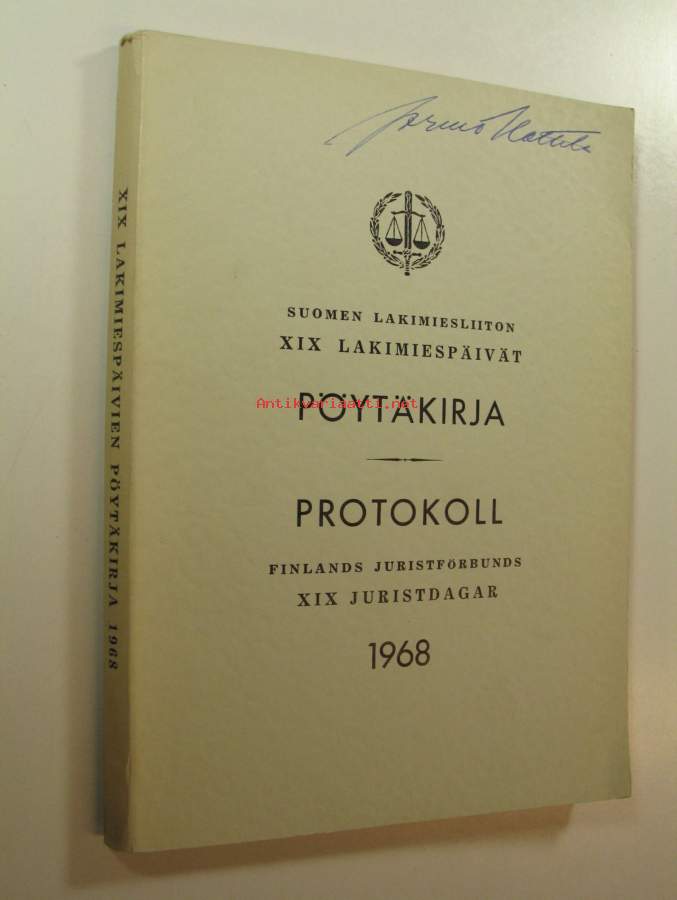 XIX LAKIMIESPÄIVIEN PÖYTÄKIRJA 1968
SUOMEN LAKIMIESLIITON
XIX LAKIMIESPÄIVÄT
Antikvariaatti.net
PÖYTÄKIRJA
PROTOKOLL
FINLANDS JURISTFÖRBUNDS
XIX JURISTDAGAR
1968